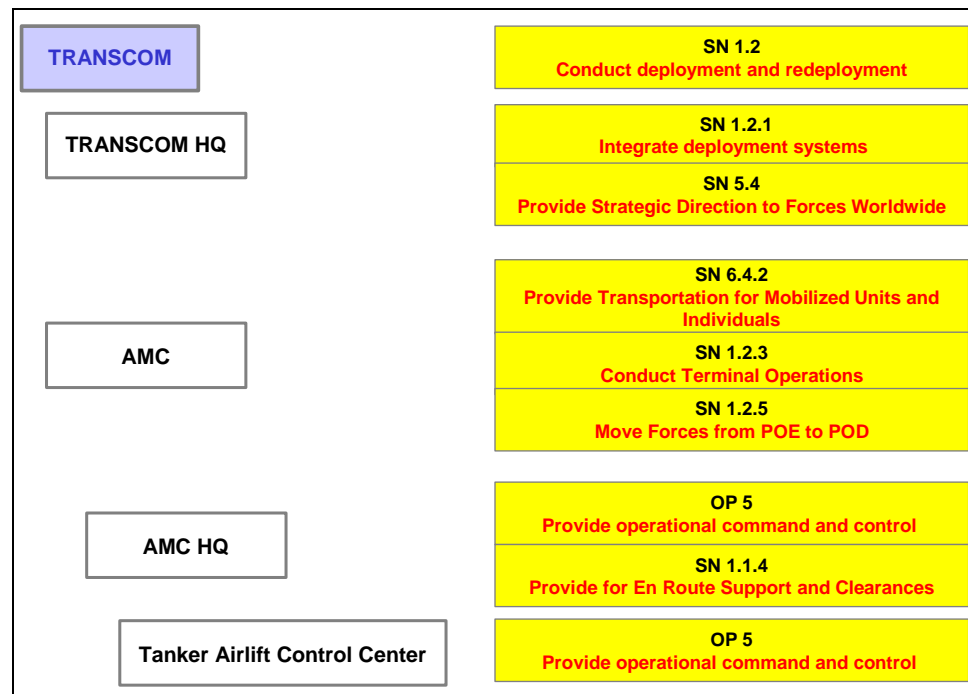 TRANSCOM
SN 1.2
Conduct deployment and redeployment
TRANSCOM HQ
SN 1.2.1
Integrate deployment systems
SN 5.4
Provide Strategic Direction to Forces Worldwide
AMC
SN 6.4.2
Provide Transportation for Mobilized Units and
Individuals
SN 1.2.3
Conduct Terminal Operations
SN 1.2.5
Move Forces from POE to POD
AMC HQ
OP 5
Provide operational command and control
SN 1.1.4
Provide for En Route Support and Clearances
Tanker Airlift Control Center
OP 5
Provide operational command and control